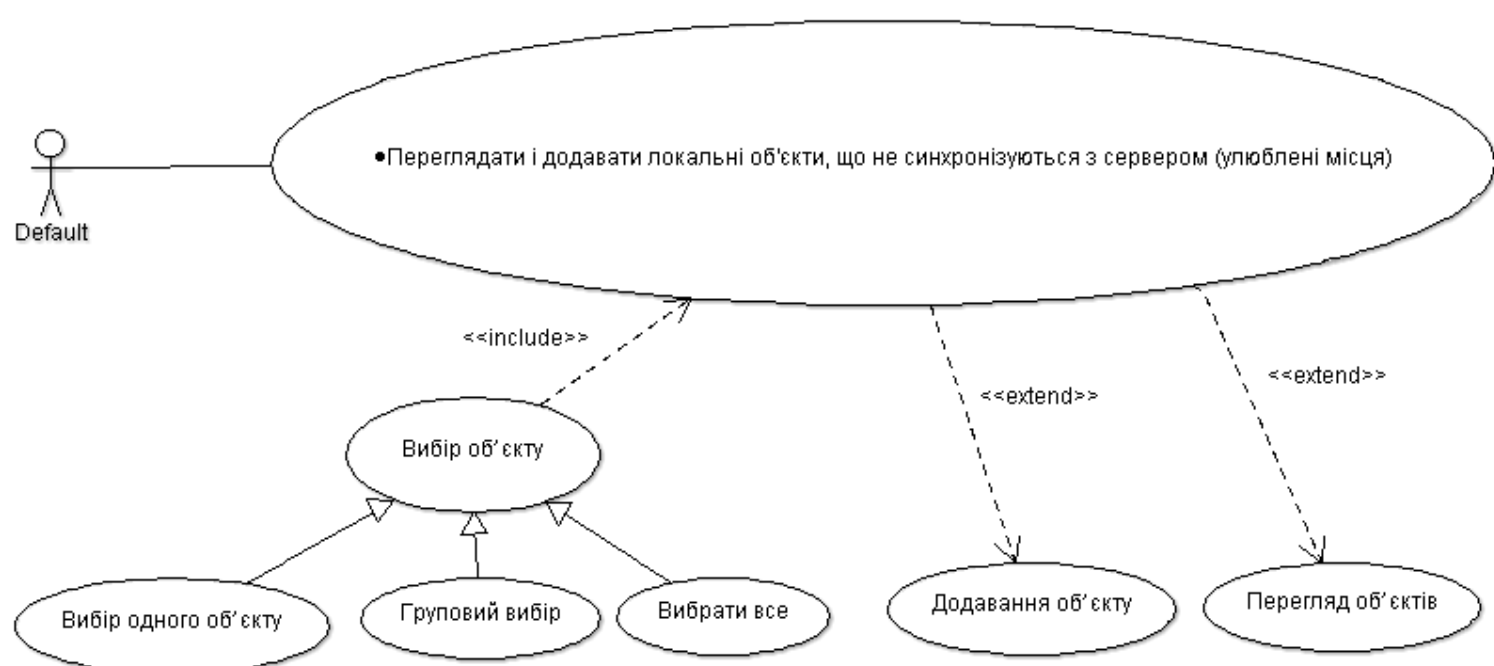 •Переглядати і додавати локальні об'єкти, що не синхронізуються з сервером (улюблені місця)
Default
<<include>>
<<extend>>
<<extend>>
Вибір об′єкту
Вибір одного об′єкту
Груповий вибір
Вибрати все
Додавання об′єкту
Перегляд об′єктів